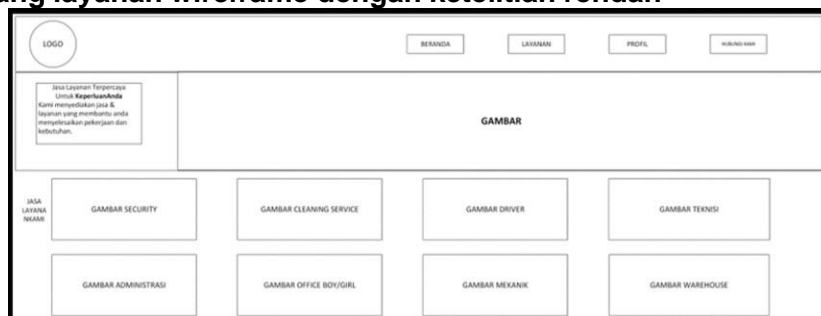 ang layanan wireframe dengan ketelitian rendah
LOGO
BERANDA
LAYANAN
PROFIL
HUBUNGI KAMI
Jasa Layanan Terpercaya
Untuk KeperluanAnda
Kami menyediakan jasa &
layanan yang membantu anda
menyelesaikan pekerjaan dan
kebutuhan.
GAMBAR
JASA
LAYANA
NKAMI
GAMBAR SECURITY
GAMBAR CLEANING SERVICE
GAMBAR DRIVER
GAMBAR TEKNISI
GAMBAR ADMINISTRASI
GAMBAR OFFICE BOY/GIRL
GAMBAR MEKANIK
GAMBAR WAREHOUSE